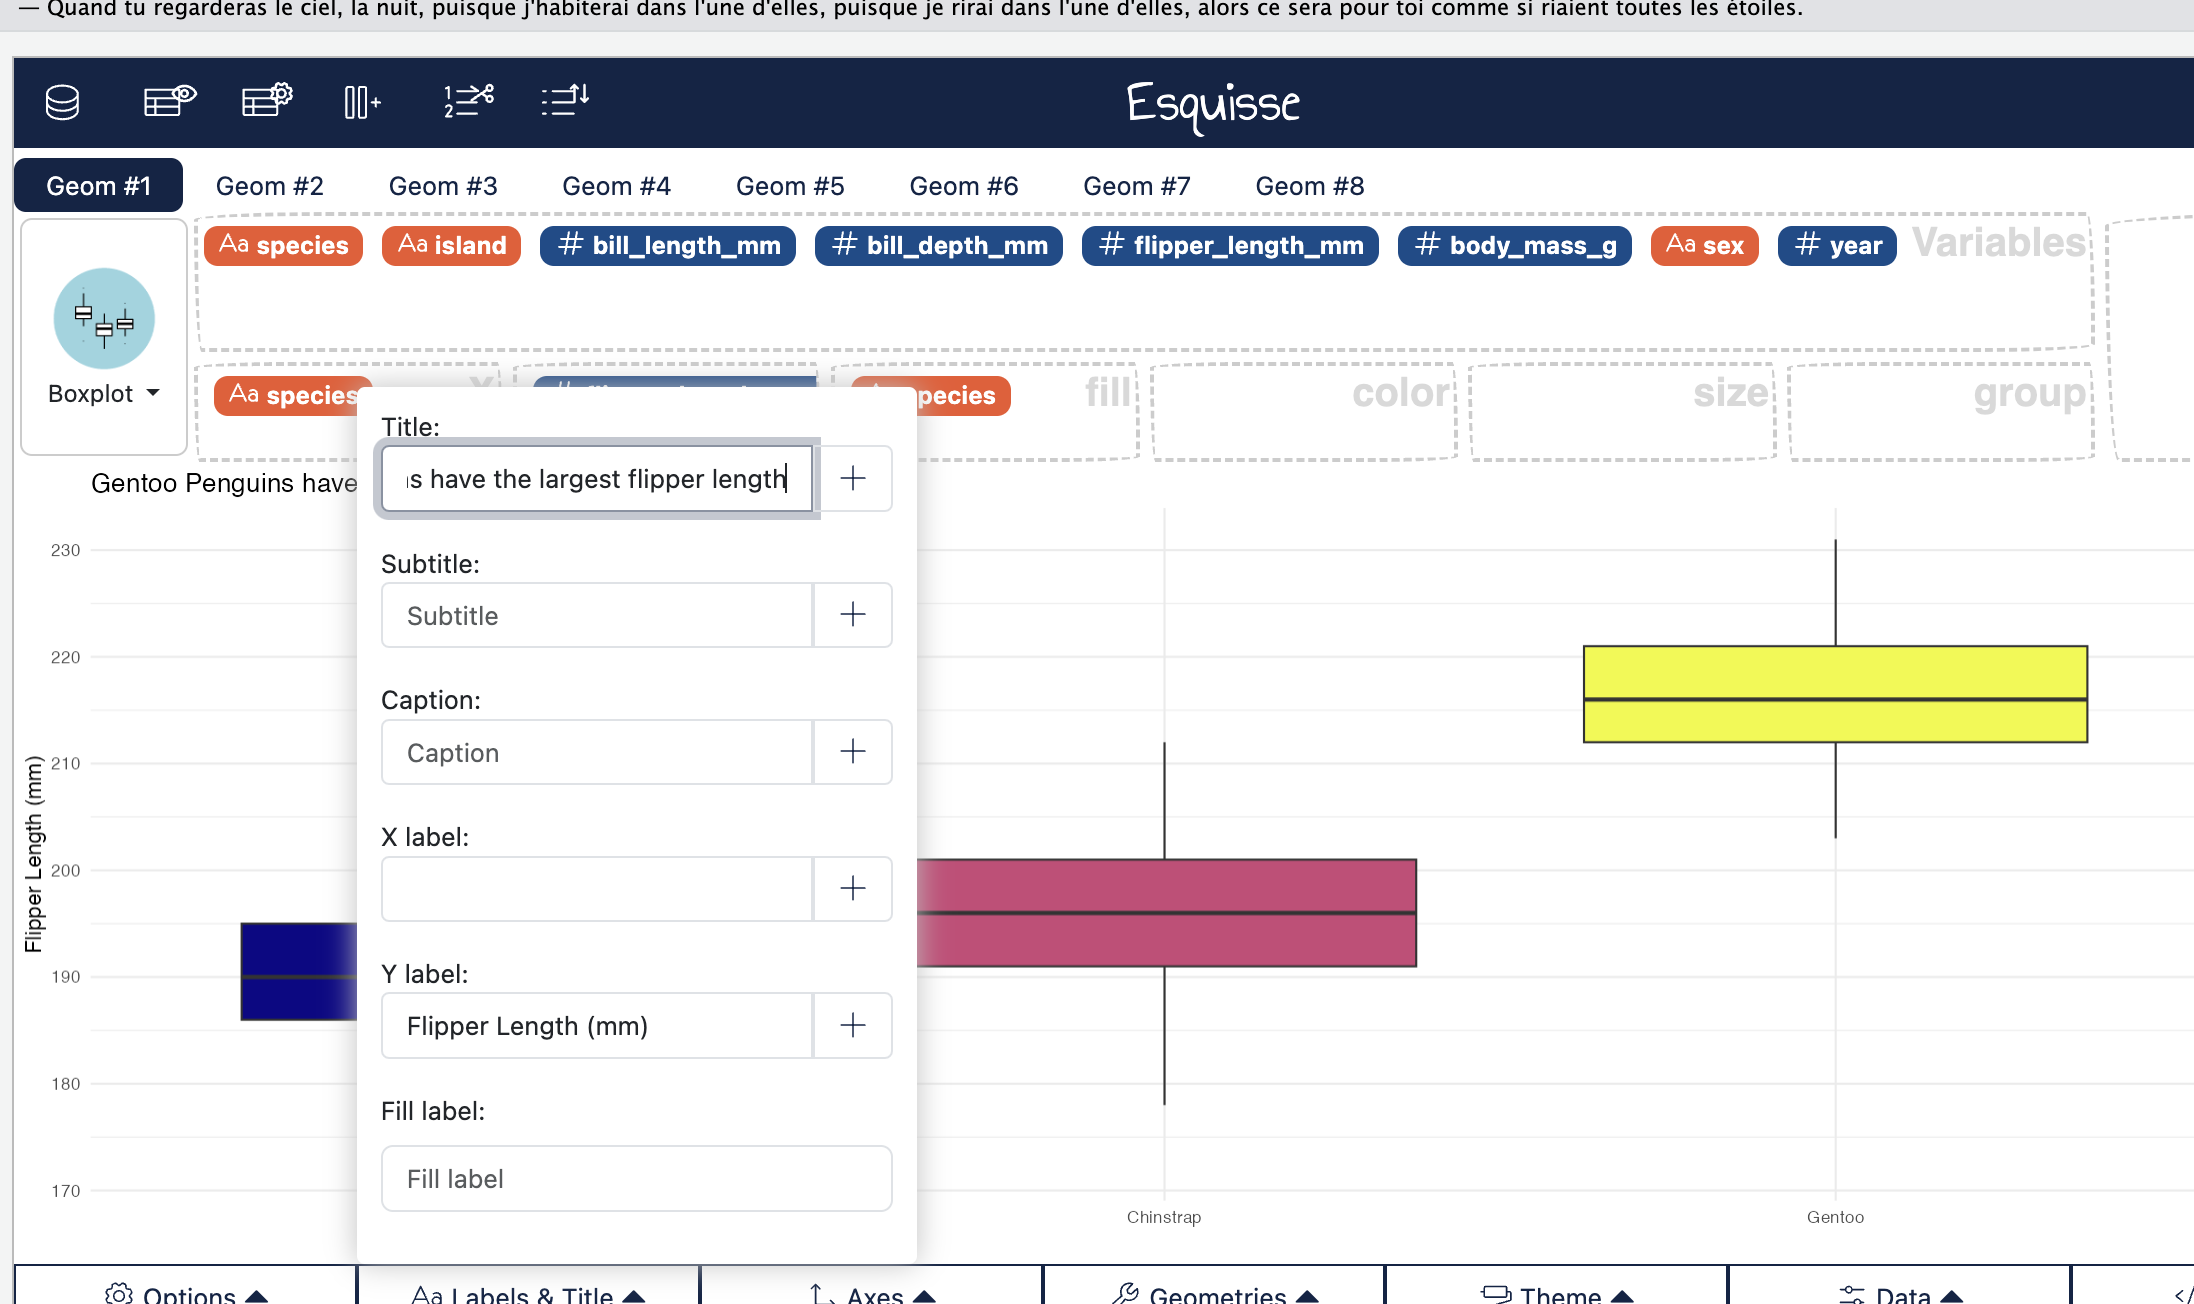 — Quand tu regarderas le ciel, la nuit, puisque j'habiterai dans l'une d'elles, puisque je rirai dans l'une d'elles, alors ce sera pour toi comme si riaient toutes les étoiles.
Esquisse
Geom #1 Geom #2 Geom #3 Geom #4 Geom #5 Geom #6 Geom #7 Geom #8
Aa species Aa island # bill_length_mm # bill_depth_mm # flipper_length_mm # body_mass_g Aa sex # year Variables
Boxplot
Aa species pecies fill color size group
Title:
s have the largest flipper length
Gentoo Penguins have
Subtitle:
Subtitle
Caption:
Caption
X label:
Y label:
Flipper Length (mm)
Fill label:
Fill label
Flipper Length (mm)
230
220
210
200
190
180
170
Chinstrap Gentoo
Options Aa Labels & Title Axes Geometries Theme Data